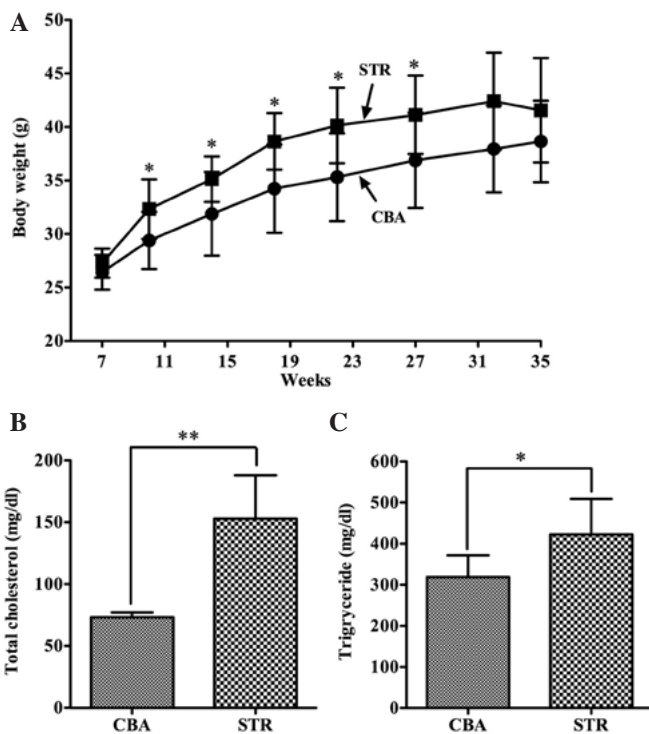 A
50
45
40
35
30
25
20
Body weight (g)
* * * * *
STR
CBA
7 11 15 19 23 27 31 35
Weeks
B
**
200
150
100
50
0
Total cholesterol (mg/dl)
CBA STR
C
*
600
500
400
300
200
100
0
Trigryceride (mg/dl)
CBA STR